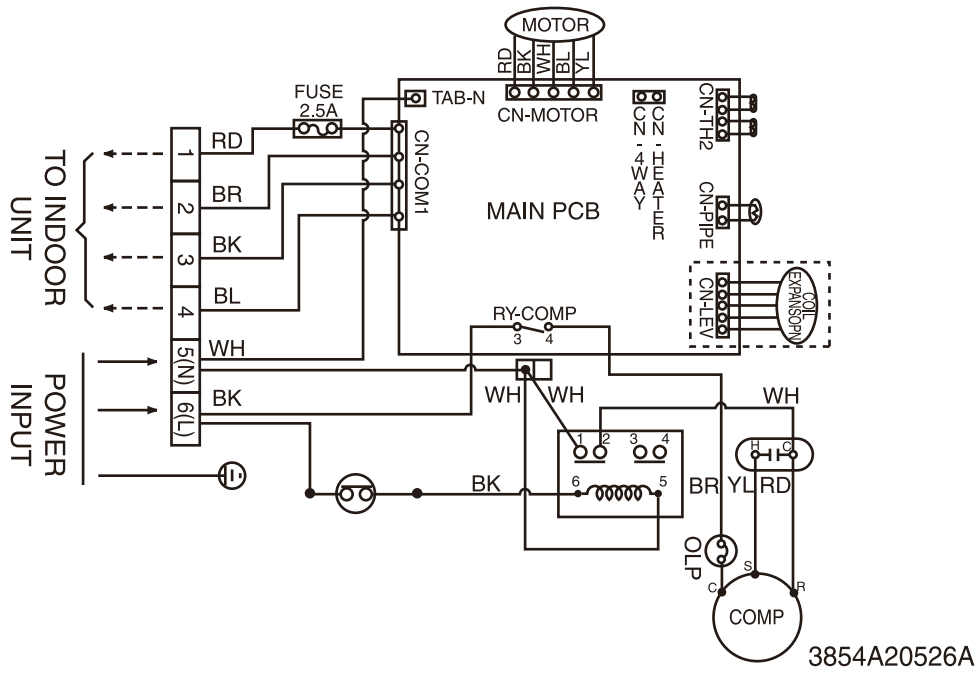 MOTOR
RD
BK
WH
BL
YL
FUSE
2.5A
TAB-N
CN-MOTOR
CN-4WAY
CN-HEATER
CN-TH2
CN-COM1
MAIN PCB
CN-PIPE
CN-LEV
EXPANSOPN
COIL
RY-COMP
3
4
TO INDOOR
UNIT
1
RD
2
BR
3
BK
4
BL
5(N)
WH
6(L)
BK
POWER
INPUT
WH
WH
WH
1
2
3
4
6
5
BK
BR
YL
RD
H
C
OLP
C
S
R
COMP
3854A20526A